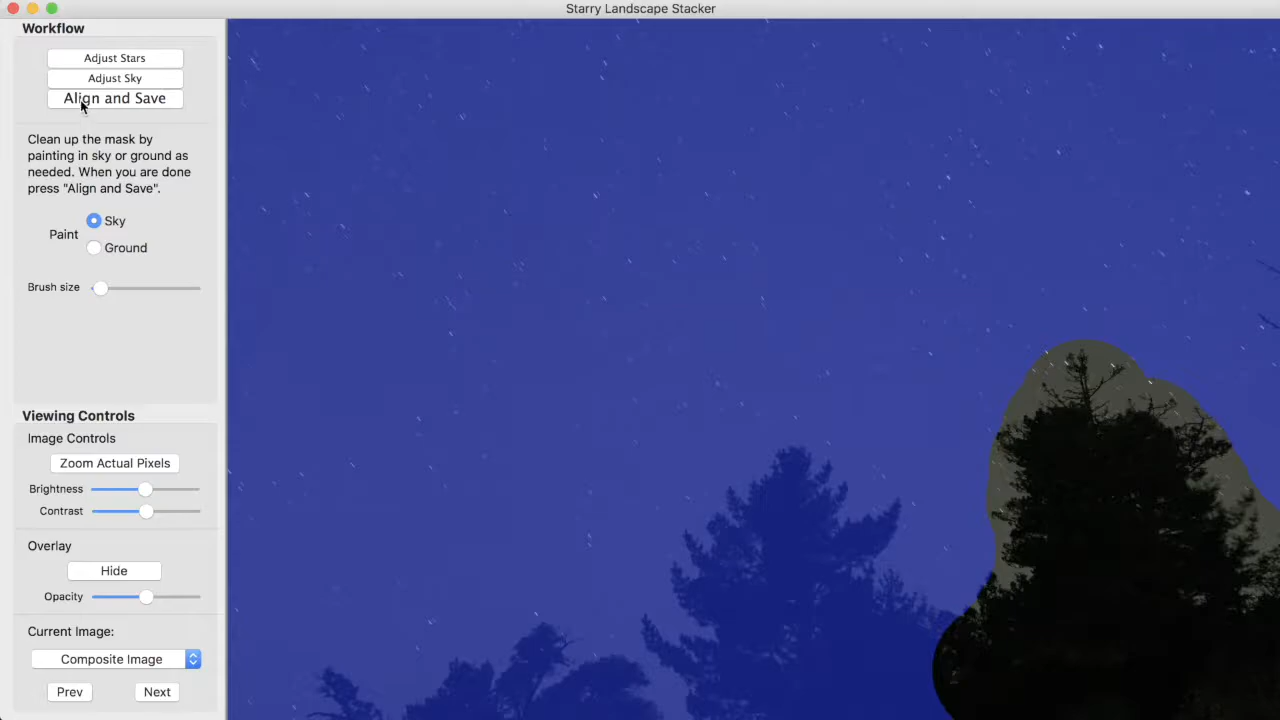 Starry Landscape Stacker
Workflow
Adjust Stars
Adjust Sky
Align and Save
Clean up the mask by
painting in sky or ground as
needed. When you are done
press "Align and Save".
Paint
Sky
Ground
Brush size
Viewing Controls
Image Controls
Zoom Actual Pixels
Brightness
Contrast
Overlay
Hide
Opacity
Current Image:
Composite Image
Prev
Next